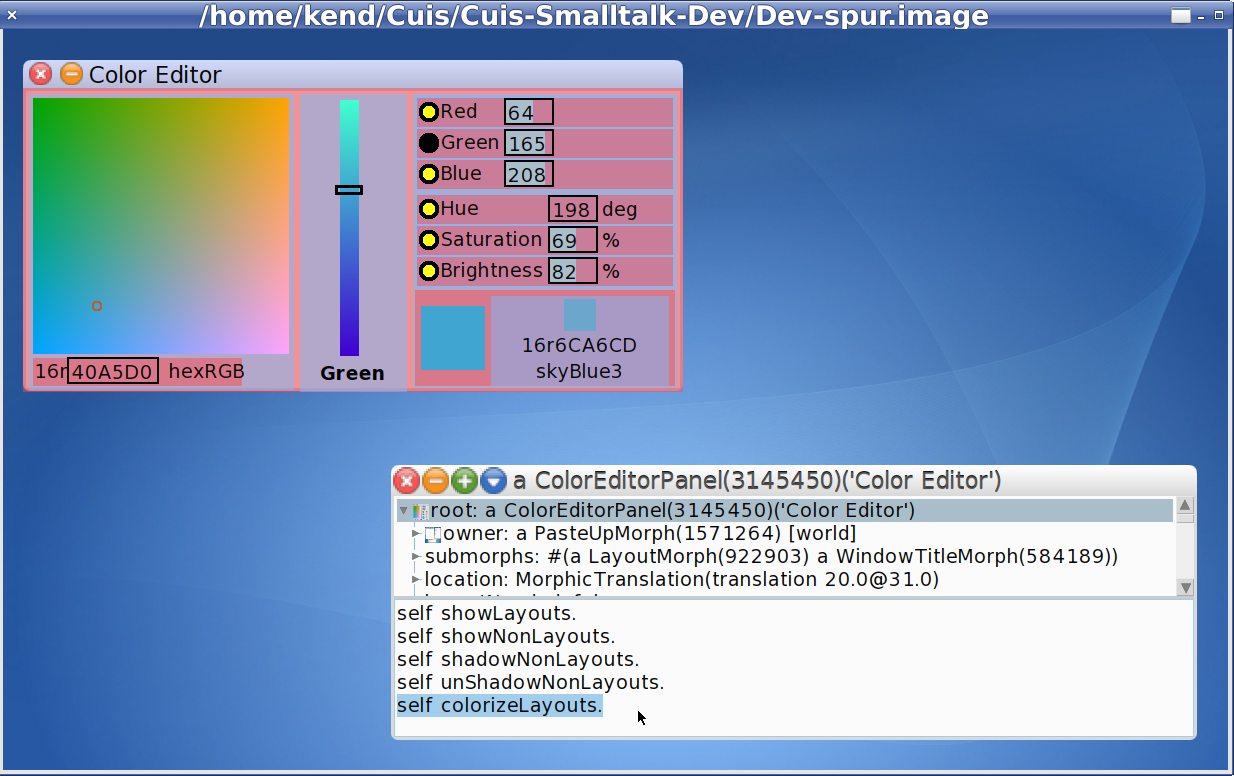 /home/kend/Cuis/Cuis-Smalltalk-Dev/Dev-spur.image
Color Editor
Red 64
Green 165
Blue 208
Hue 198 deg
Saturation 69 %
Brightness 82 %
16r 40A5D0 hexRGB
Green
16r6CA6CD
skyBlue3
a ColorEditorPanel(3145450)('Color Editor')
root: a ColorEditorPanel(3145450)('Color Editor')
owner: a PasteUpMorph(1571264) [world]
submorphs: #(a LayoutMorph(922903) a WindowTitleMorph(584189))
location: MorphicTranslation(translation 20.0@31.0)
self showLayouts.
self showNonLayouts.
self shadowNonLayouts.
self unShadowNonLayouts.
self colorizeLayouts.